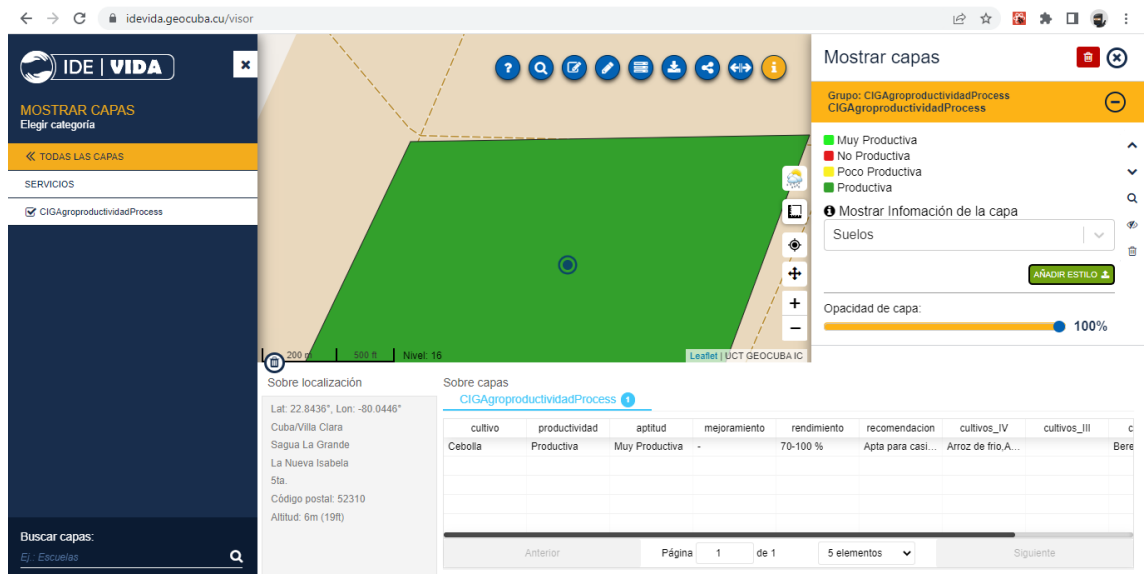 idevida.geocuba.cu/visor
IDE | VIDA
MOSTRAR CAPAS
Elegir categoría
TODAS LAS CAPAS
SERVICIOS
CIGAgroproductividadProcess
Buscar capas:
Ej.: Escuelas
200 m
500 ft
Nivel: 16
Leaflet | UCT GEOCUBA IC
Mostrar capas
Grupo: CIGAgroproductividadProcess
CIGAgroproductividadProcess
Muy Productiva
No Productiva
Poco Productiva
Productiva
Mostrar Infomación de la capa
Suelos
AÑADIR ESTILO
Opacidad de capa:
100%
Sobre localización
Lat: 22.8436°, Lon: -80.0446°
Cuba/Villa Clara
Sagua La Grande
La Nueva Isabela
5ta.
Código postal: 52310
Altitud: 6m (19ft)
Sobre capas
CIGAgroproductividadProcess 1
cultivo productividad aptitud mejoramiento rendimiento recomendacion cultivos_IV cultivos_III c
Cebolla Productiva Muy Productiva - 70-100 % Apta para casi... Arroz de frio,A... Bere
Anterior Página 1 de 1 5 elementos Siguiente